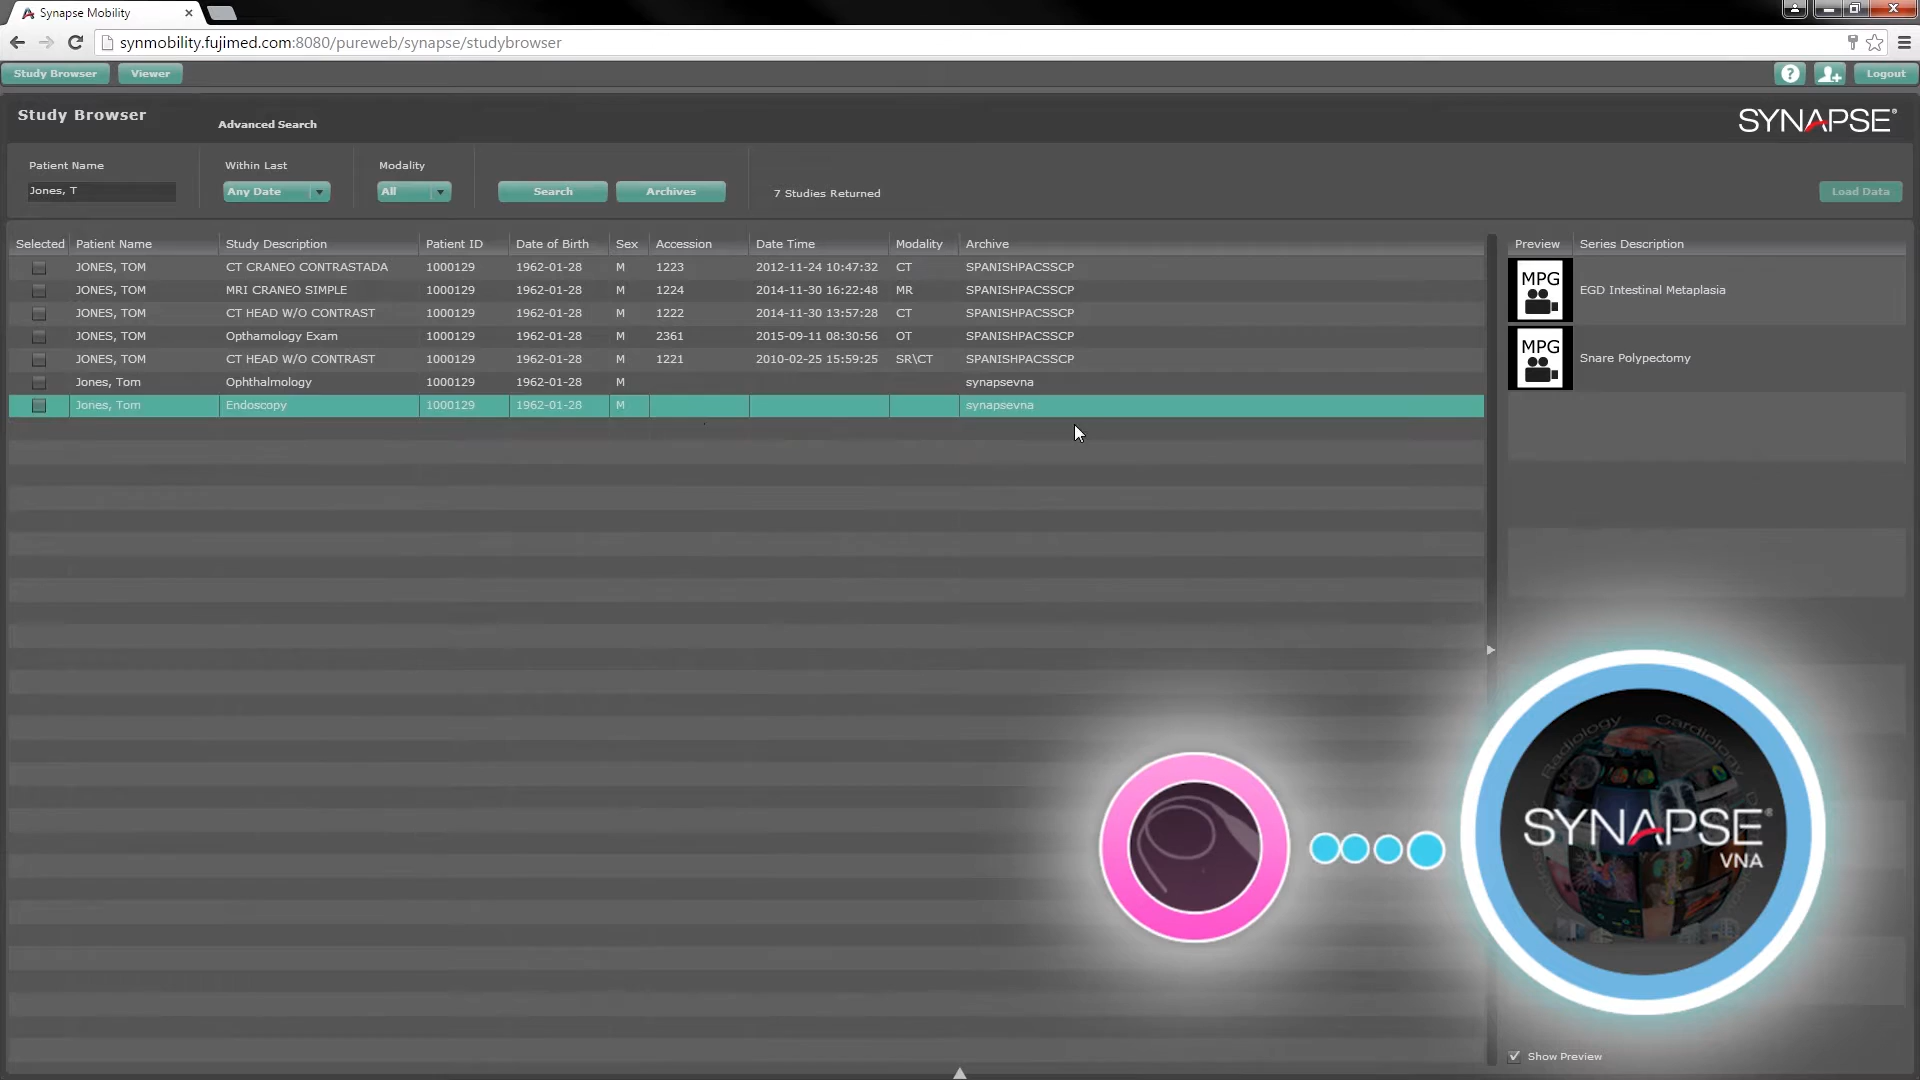 Synapse Mobility
synmobility.fujimed.com:8080/pureweb/synapse/studybrowser
Study Browser Viewer ? Logout
Study Browser Advanced Search SYNAPSE®
Patient Name Within Last Modality
Jones, T Any Date All Search Archives 7 Studies Returned Load Data
Selected Patient Name Study Description Patient ID Date of Birth Sex Accession Date Time Modality Archive Preview Series Description
JONES, TOM CT CRANEO CONTRASTADA 1000129 1962-01-28 M 1223 2012-11-24 10:47:32 CT SPANISHPACSSCP
JONES, TOM MRI CRANEO SIMPLE 1000129 1962-01-28 M 1224 2014-11-30 16:22:48 MR SPANISHPACSSCP
JONES, TOM CT HEAD W/O CONTRAST 1000129 1962-01-28 M 1222 2014-11-30 13:57:28 CT SPANISHPACSSCP
JONES, TOM Opthamology Exam 1000129 1962-01-28 M 2361 2015-09-11 08:30:56 OT SPANISHPACSSCP
JONES, TOM CT HEAD W/O CONTRAST 1000129 1962-01-28 M 1221 2010-02-25 15:59:25 SR\CT SPANISHPACSSCP
Jones, Tom Ophthalmology 1000129 1962-01-28 M synapsevna
Jones, Tom Endoscopy 1000129 1962-01-28 M synapsevna
MPG EGD Intestinal Metaplasia
MPG Snare Polypectomy
Radiology Cardiology
SYNAPSE®
VNA
Show Preview